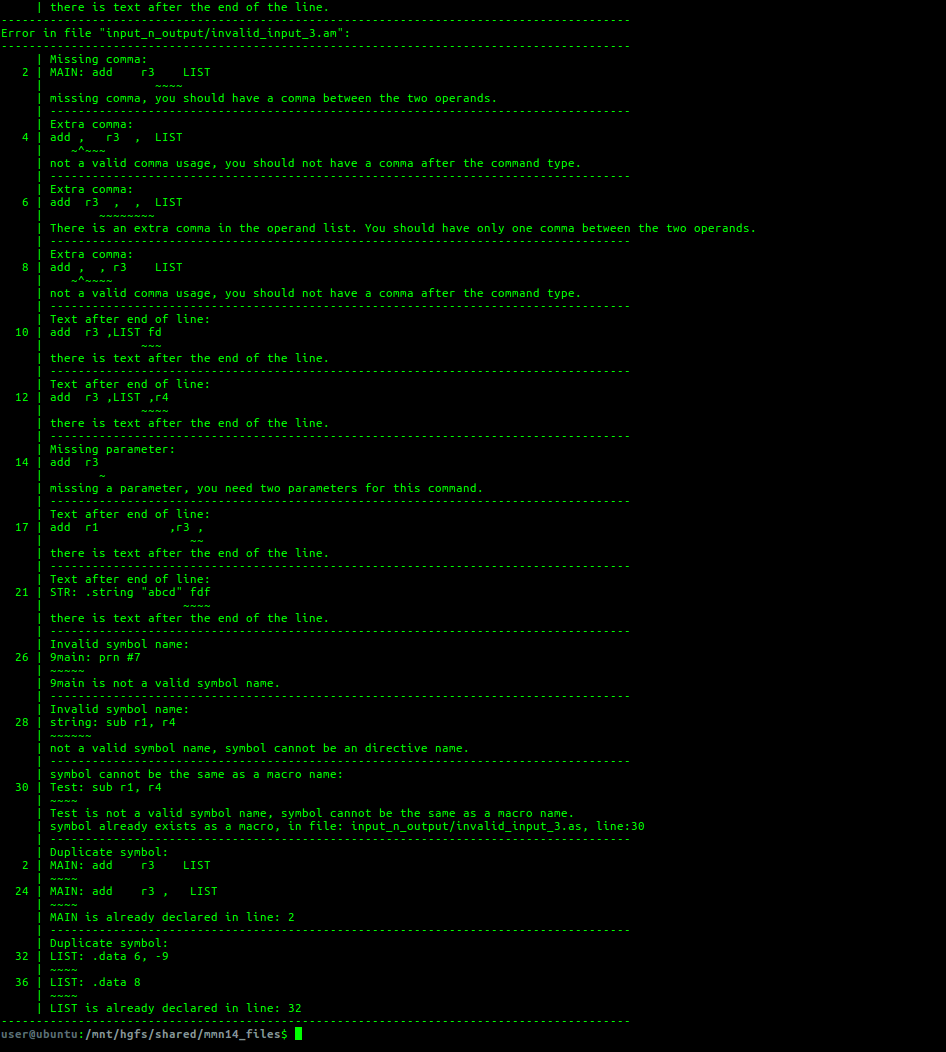 | there is text after the end of the line.
------------------------------------------------------------------------------------------
Error in file "input_n_output/invalid_input_3.am":
------------------------------------------------------------------------------------------
     | Missing comma:
   2 | MAIN: add    r3    LIST
     |                ~~~~
     | missing comma, you should have a comma between the two operands.
     | -----------------------------------------------------------------------------------
     | Extra comma:
   4 | add ,   r3  ,  LIST
     |    ~^~~~
     | not a valid comma usage, you should not have a comma after the command type.
     | -----------------------------------------------------------------------------------
     | Extra comma:
   6 | add  r3  ,  ,  LIST
     |        ~~~~~~~~
     | There is an extra comma in the operand list. You should have only one comma between the two operands.
     | -----------------------------------------------------------------------------------
     | Extra comma:
   8 | add ,  , r3    LIST
     |    ~^~~~~
     | not a valid comma usage, you should not have a comma after the command type.
     | -----------------------------------------------------------------------------------
     | Text after end of line:
  10 | add  r3 ,LIST fd
     |              ~~~
     | there is text after the end of the line.
     | -----------------------------------------------------------------------------------
     | Text after end of line:
  12 | add  r3 ,LIST ,r4
     |              ~~~~
     | there is text after the end of the line.
     | -----------------------------------------------------------------------------------
     | Missing parameter:
  14 | add  r3
     |        ~
     | missing a parameter, you need two parameters for this command.
     | -----------------------------------------------------------------------------------
     | Text after end of line:
  17 | add  r1          ,r3 ,
     |                     ~~
     | there is text after the end of the line.
     | -----------------------------------------------------------------------------------
     | Text after end of line:
  21 | STR: .string "abcd" fdf
     |                    ~~~~
     | there is text after the end of the line.
     | -----------------------------------------------------------------------------------
     | Invalid symbol name:
  26 | 9main: prn #7
     | ~~~~~
     | 9main is not a valid symbol name.
     | -----------------------------------------------------------------------------------
     | Invalid symbol name:
  28 | string: sub r1, r4
     | ~~~~~~
     | not a valid symbol name, symbol cannot be an directive name.
     | -----------------------------------------------------------------------------------
     | symbol cannot be the same as a macro name:
  30 | Test: sub r1, r4
     | ~~~~
     | Test is not a valid symbol name, symbol cannot be the same as a macro name.
     | symbol already exists as a macro, in file: input_n_output/invalid_input_3.as, line:30
     | -----------------------------------------------------------------------------------
     | Duplicate symbol:
   2 | MAIN: add    r3    LIST
     | ~~~~
  24 | MAIN: add    r3 ,   LIST
     | ~~~~
     | MAIN is already declared in line: 2
     | -----------------------------------------------------------------------------------
     | Duplicate symbol:
  32 | LIST: .data 6, -9
     | ~~~~
  36 | LIST: .data 8
     | ~~~~
     | LIST is already declared in line: 32
------------------------------------------------------------------------------------------
user@ubuntu:/mnt/hgfs/shared/mmn14_files$